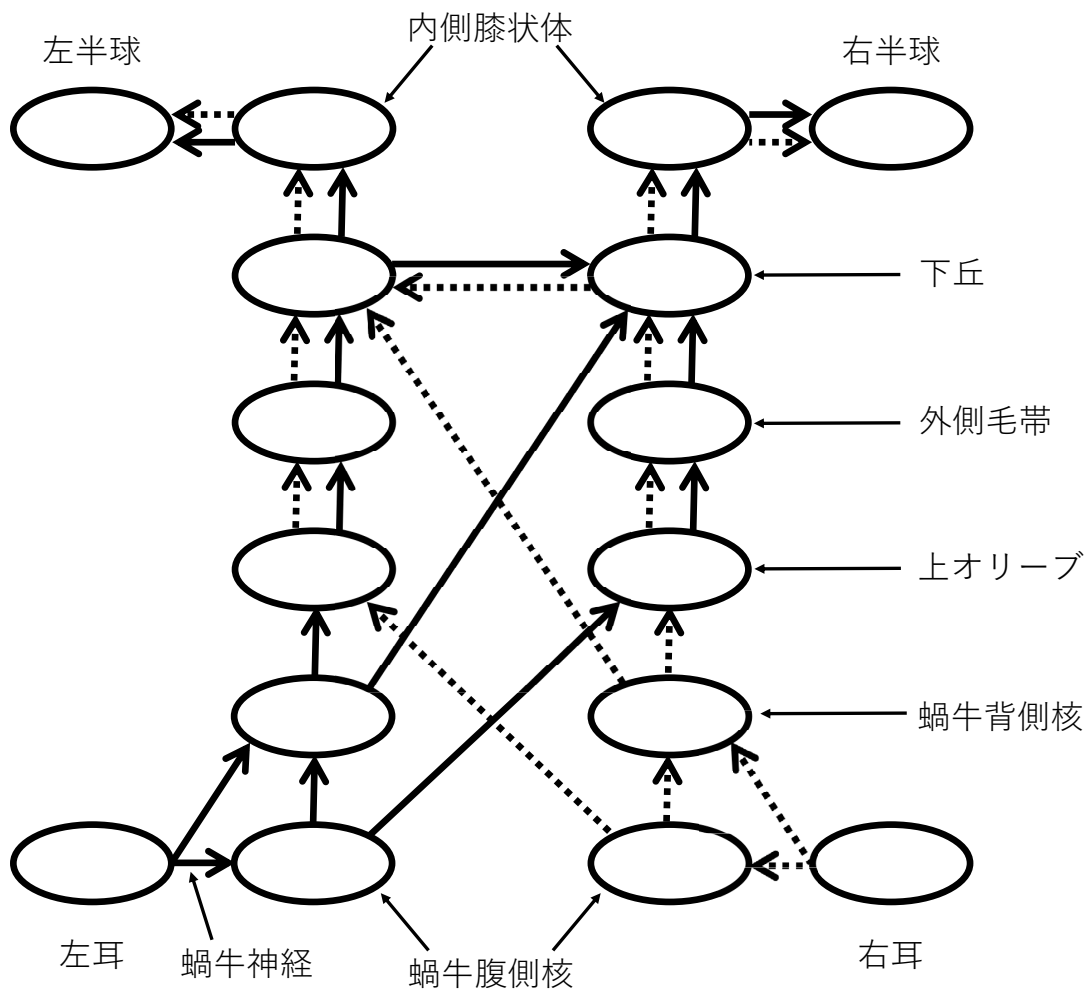 内側膝状体
左半球
右半球
下丘
外側毛帯
上オリーブ
蝸牛背側核
左耳
蝸牛神経
蝸牛腹側核
右耳